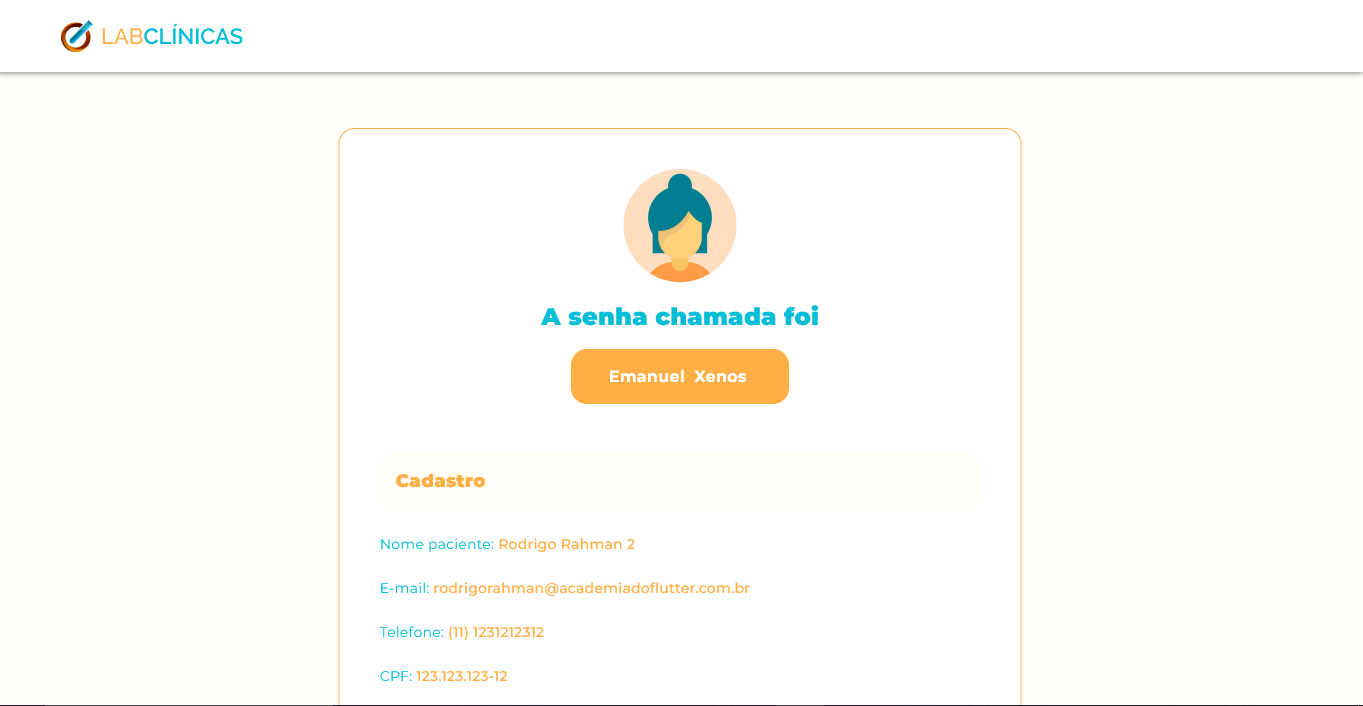 LABCLÍNICAS
A senha chamada foi
Emanuel Xenos
Cadastro
Nome paciente: Rodrigo Rahman 2
E-mail: rodrigorahman@academiadoflutter.com.br
Telefone: (11) 1231212312
CPF: 123.123.123-12